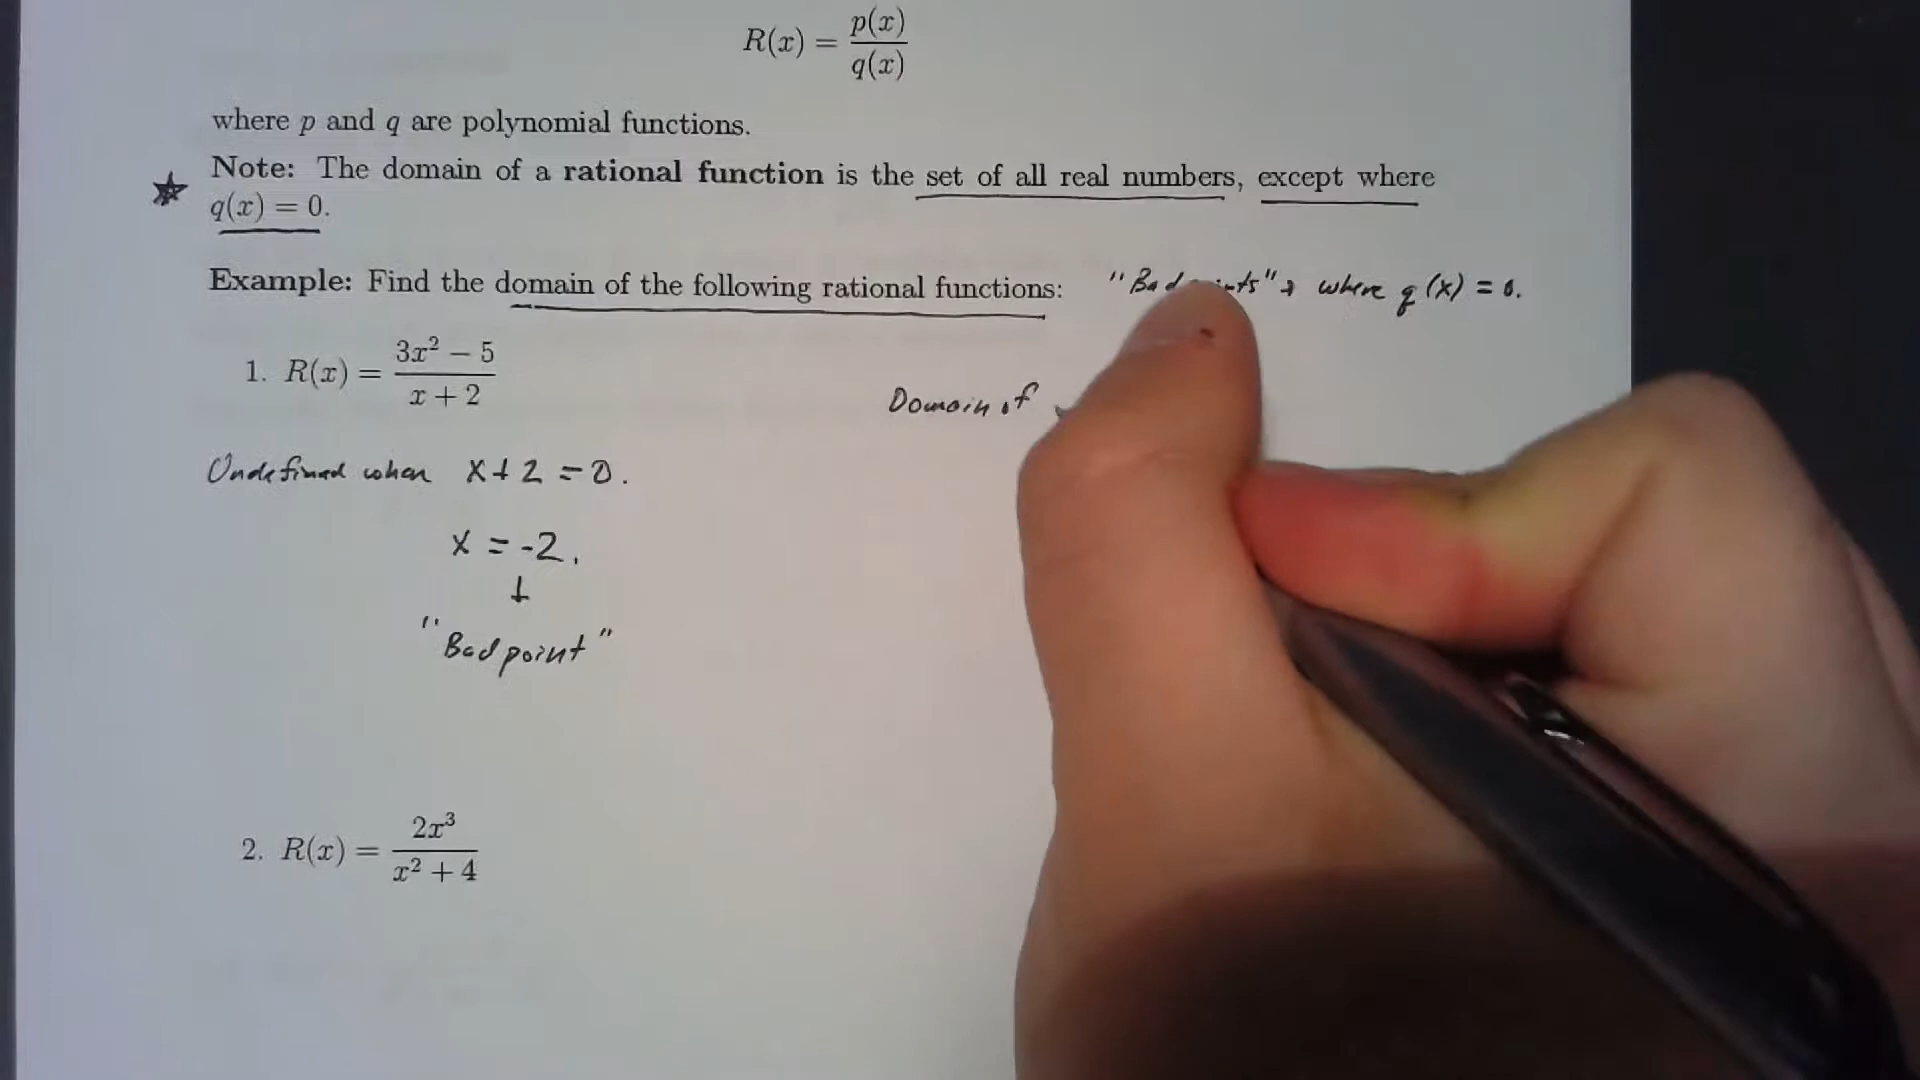 R(x) = p(x)/q(x)
where p and q are polynomial functions.
Note: The domain of a rational function is the set of all real numbers, except where
q(x) = 0.
Example: Find the domain of the following rational functions: "Bad ...nts" → where q(x) = 0.
1. R(x) = (3x² − 5)/(x + 2)
Domain of
Undefined when x+2=0.
x = -2.
"Bad point"
2. R(x) = 2x³/(x² + 4)